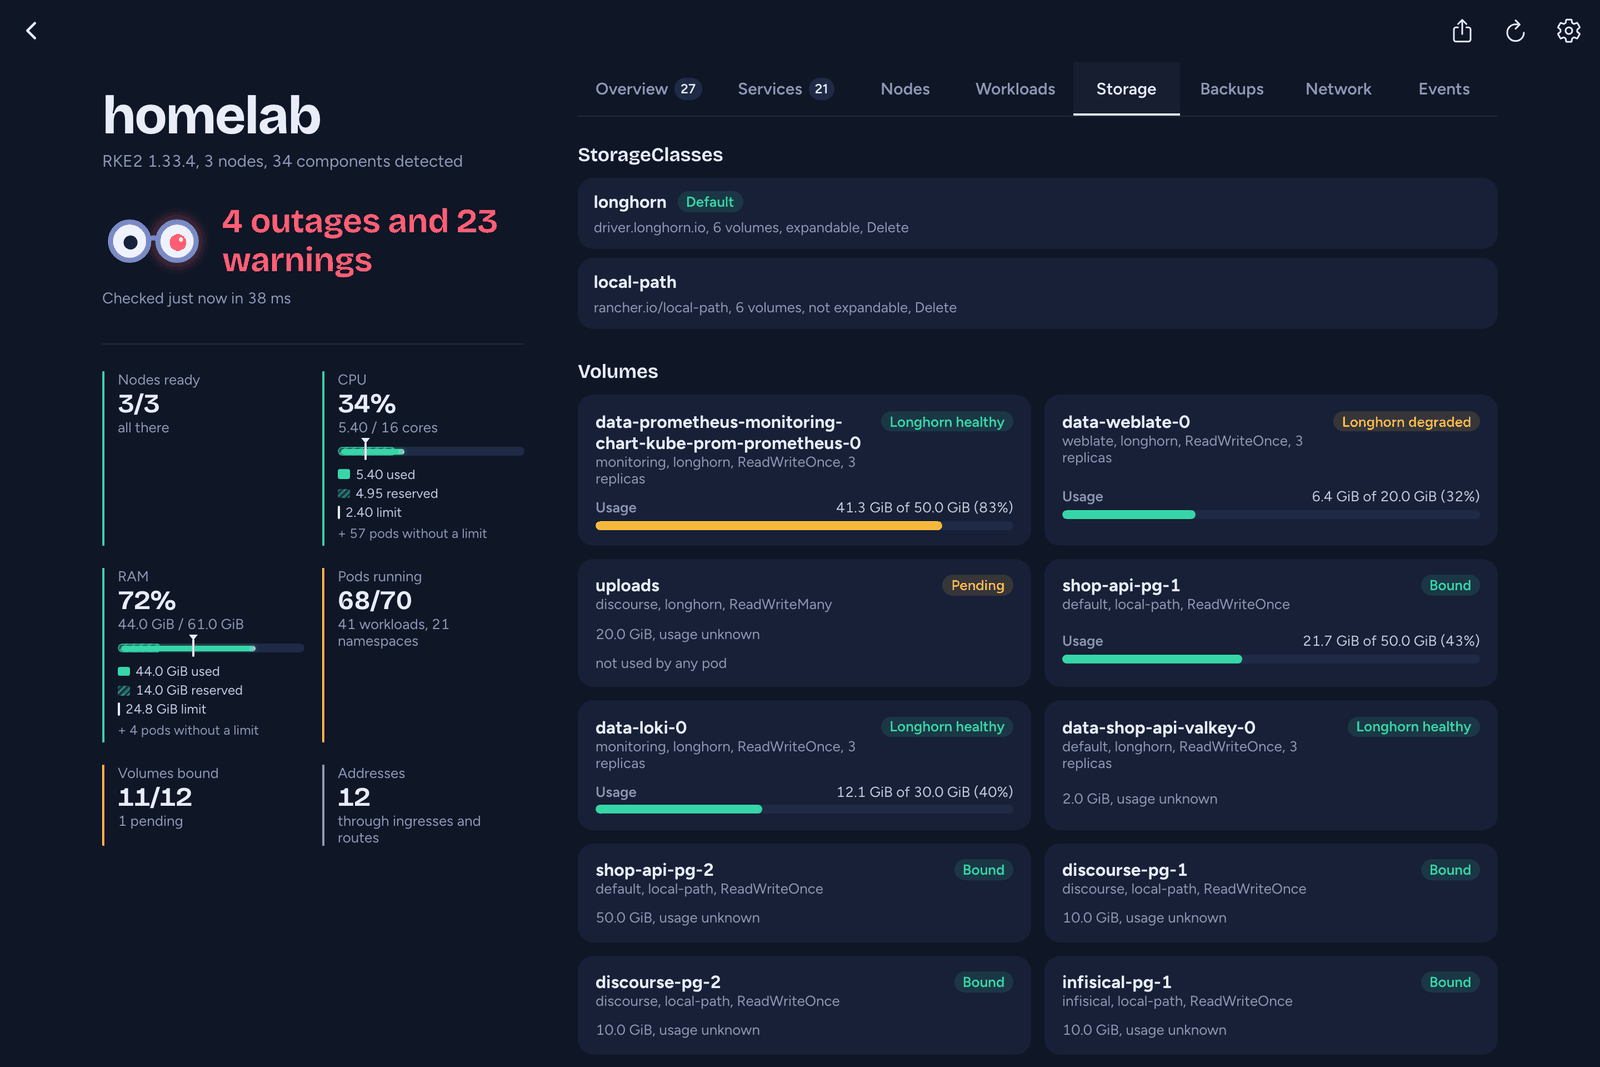 homelab
RKE2 1.33.4, 3 nodes, 34 components detected
4 outages and 23
warnings
Checked just now in 38 ms
Nodes ready
3/3
all there
CPU
34%
5.40 / 16 cores
5.40 used
4.95 reserved
2.40 limit
+ 57 pods without a limit
RAM
72%
44.0 GiB / 61.0 GiB
44.0 GiB used
14.0 GiB reserved
24.8 GiB limit
+ 4 pods without a limit
Pods running
68/70
41 workloads, 21
namespaces
Volumes bound
11/12
1 pending
Addresses
12
through ingresses and
routes
Overview 27
Services 21
Nodes
Workloads
Storage
Backups
Network
Events
StorageClasses
longhorn Default
driver.longhorn.io, 6 volumes, expandable, Delete
local-path
rancher.io/local-path, 6 volumes, not expandable, Delete
Volumes
data-prometheus-monitoring-
chart-kube-prom-prometheus-0
Longhorn healthy
monitoring, longhorn, ReadWriteOnce, 3
replicas
Usage 41.3 GiB of 50.0 GiB (83%)
data-weblate-0
Longhorn degraded
weblate, longhorn, ReadWriteOnce, 3
replicas
Usage 6.4 GiB of 20.0 GiB (32%)
uploads
Pending
discourse, longhorn, ReadWriteMany
20.0 GiB, usage unknown
not used by any pod
shop-api-pg-1
Bound
default, local-path, ReadWriteOnce
Usage 21.7 GiB of 50.0 GiB (43%)
data-loki-0
Longhorn healthy
monitoring, longhorn, ReadWriteOnce, 3
replicas
Usage 12.1 GiB of 30.0 GiB (40%)
data-shop-api-valkey-0
Longhorn healthy
default, longhorn, ReadWriteOnce, 3
replicas
2.0 GiB, usage unknown
shop-api-pg-2
Bound
default, local-path, ReadWriteOnce
50.0 GiB, usage unknown
discourse-pg-1
Bound
discourse, local-path, ReadWriteOnce
10.0 GiB, usage unknown
discourse-pg-2
Bound
discourse, local-path, ReadWriteOnce
10.0 GiB, usage unknown
infisical-pg-1
Bound
infisical, local-path, ReadWriteOnce
10.0 GiB, usage unknown